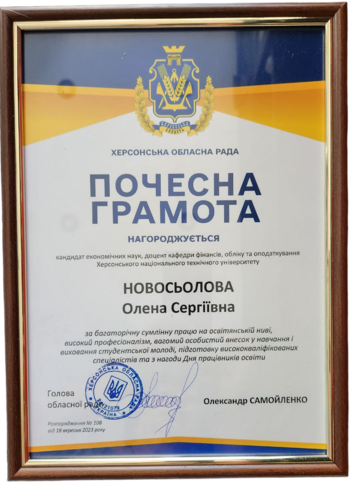 ХЕРСОНСЬКА ОБЛАСНА РАДА
ПОЧЕСНА
ГРАМОТА
НАГОРОДЖУЄТЬСЯ
кандидат економічних наук, доцент кафедри фінансів, обліку та оподаткування
Херсонського національного технічного університету
НОВОСЬОЛОВА
Олена Сергіївна
за багаторічну сумлінну працю на освітянській ниві,
високий професіоналізм, вагомий особистий внесок у навчання і
виховання студентської молоді, підготовку висококваліфікованих
спеціалістів та з нагоди Дня працівників освіти
Голова
обласної ради
Олександр САМОЙЛЕНКО
Розпорядження № 108
від 18 вересня 2023 року